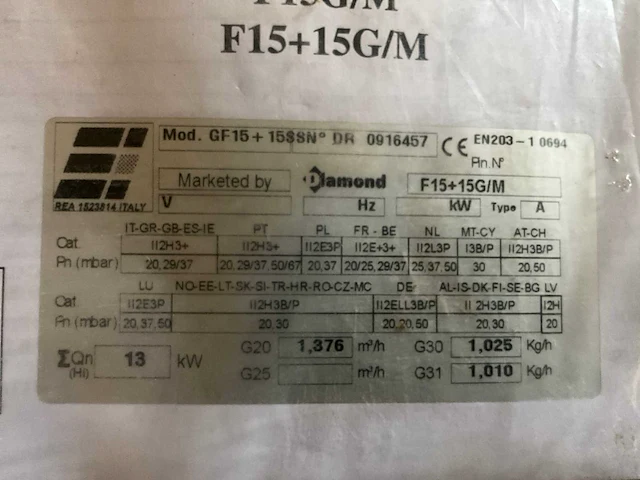 F15G/M
F15+15G/M
Mod. GF15+15SSN° DR 0916457
CE EN203-1 0694
Pin.N°
Marketed by Diamond F15+15G/M
REA 1523814 ITALY V Hz kW Type A
IT-GR-GB-ES-IE PT PL FR - BE NL MT-CY AT-CH
Cat. II2H3+ II2H3+ II2E3P II2E+3+ II2L3P I3B/P II2H3B/P
Pn (mbar) 20,29/37 20,29/37,50/67 20,37 20/25,29/37 25,37,50 30 20,50
LU NO-EE-LT-SK-SI-TR-HR-RO-CZ-MC DE AL-IS-DK-FI-SE-BG LV
Cat. II2E3P II2H3B/P II2ELL3B/P II 2H3B/P I2H
Pn (mbar) 20,37,50 20,30 20,20,50 20,30 20
ΣQn 13 kW G20 1,376 m³/h G30 1,025 Kg/h
(Hi) G25 m³/h G31 1,010 Kg/h